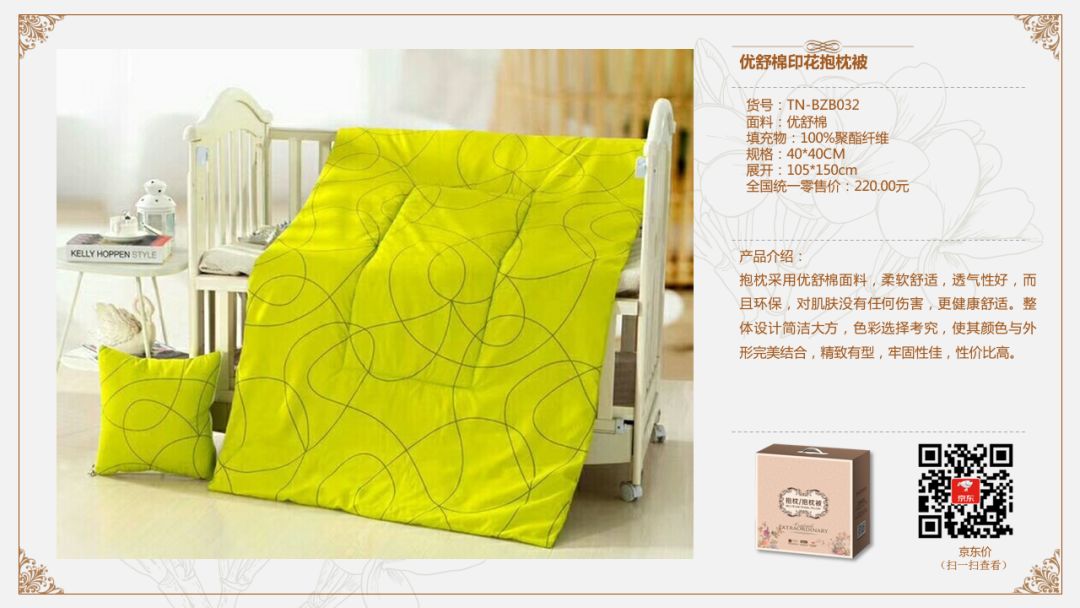 优舒棉印花抱枕被
货号：TN-BZB032
面料：优舒棉
填充物：100%聚酯纤维
规格：40*40CM
展开：105*150cm
全国统一零售价：220.00元
KELLY HOPPEN STYLE
产品介绍：
抱枕采用优舒棉面料，柔软舒适，透气性好，而
且环保，对肌肤没有任何伤害，更健康舒适。整
体设计简洁大方，色彩选择考究，使其颜色与外
形完美结合，精致有型，牢固性佳，性价比高。
抱枕/抱枕被
EXTRAORDINARY
京东
京东价
（扫一扫查看）